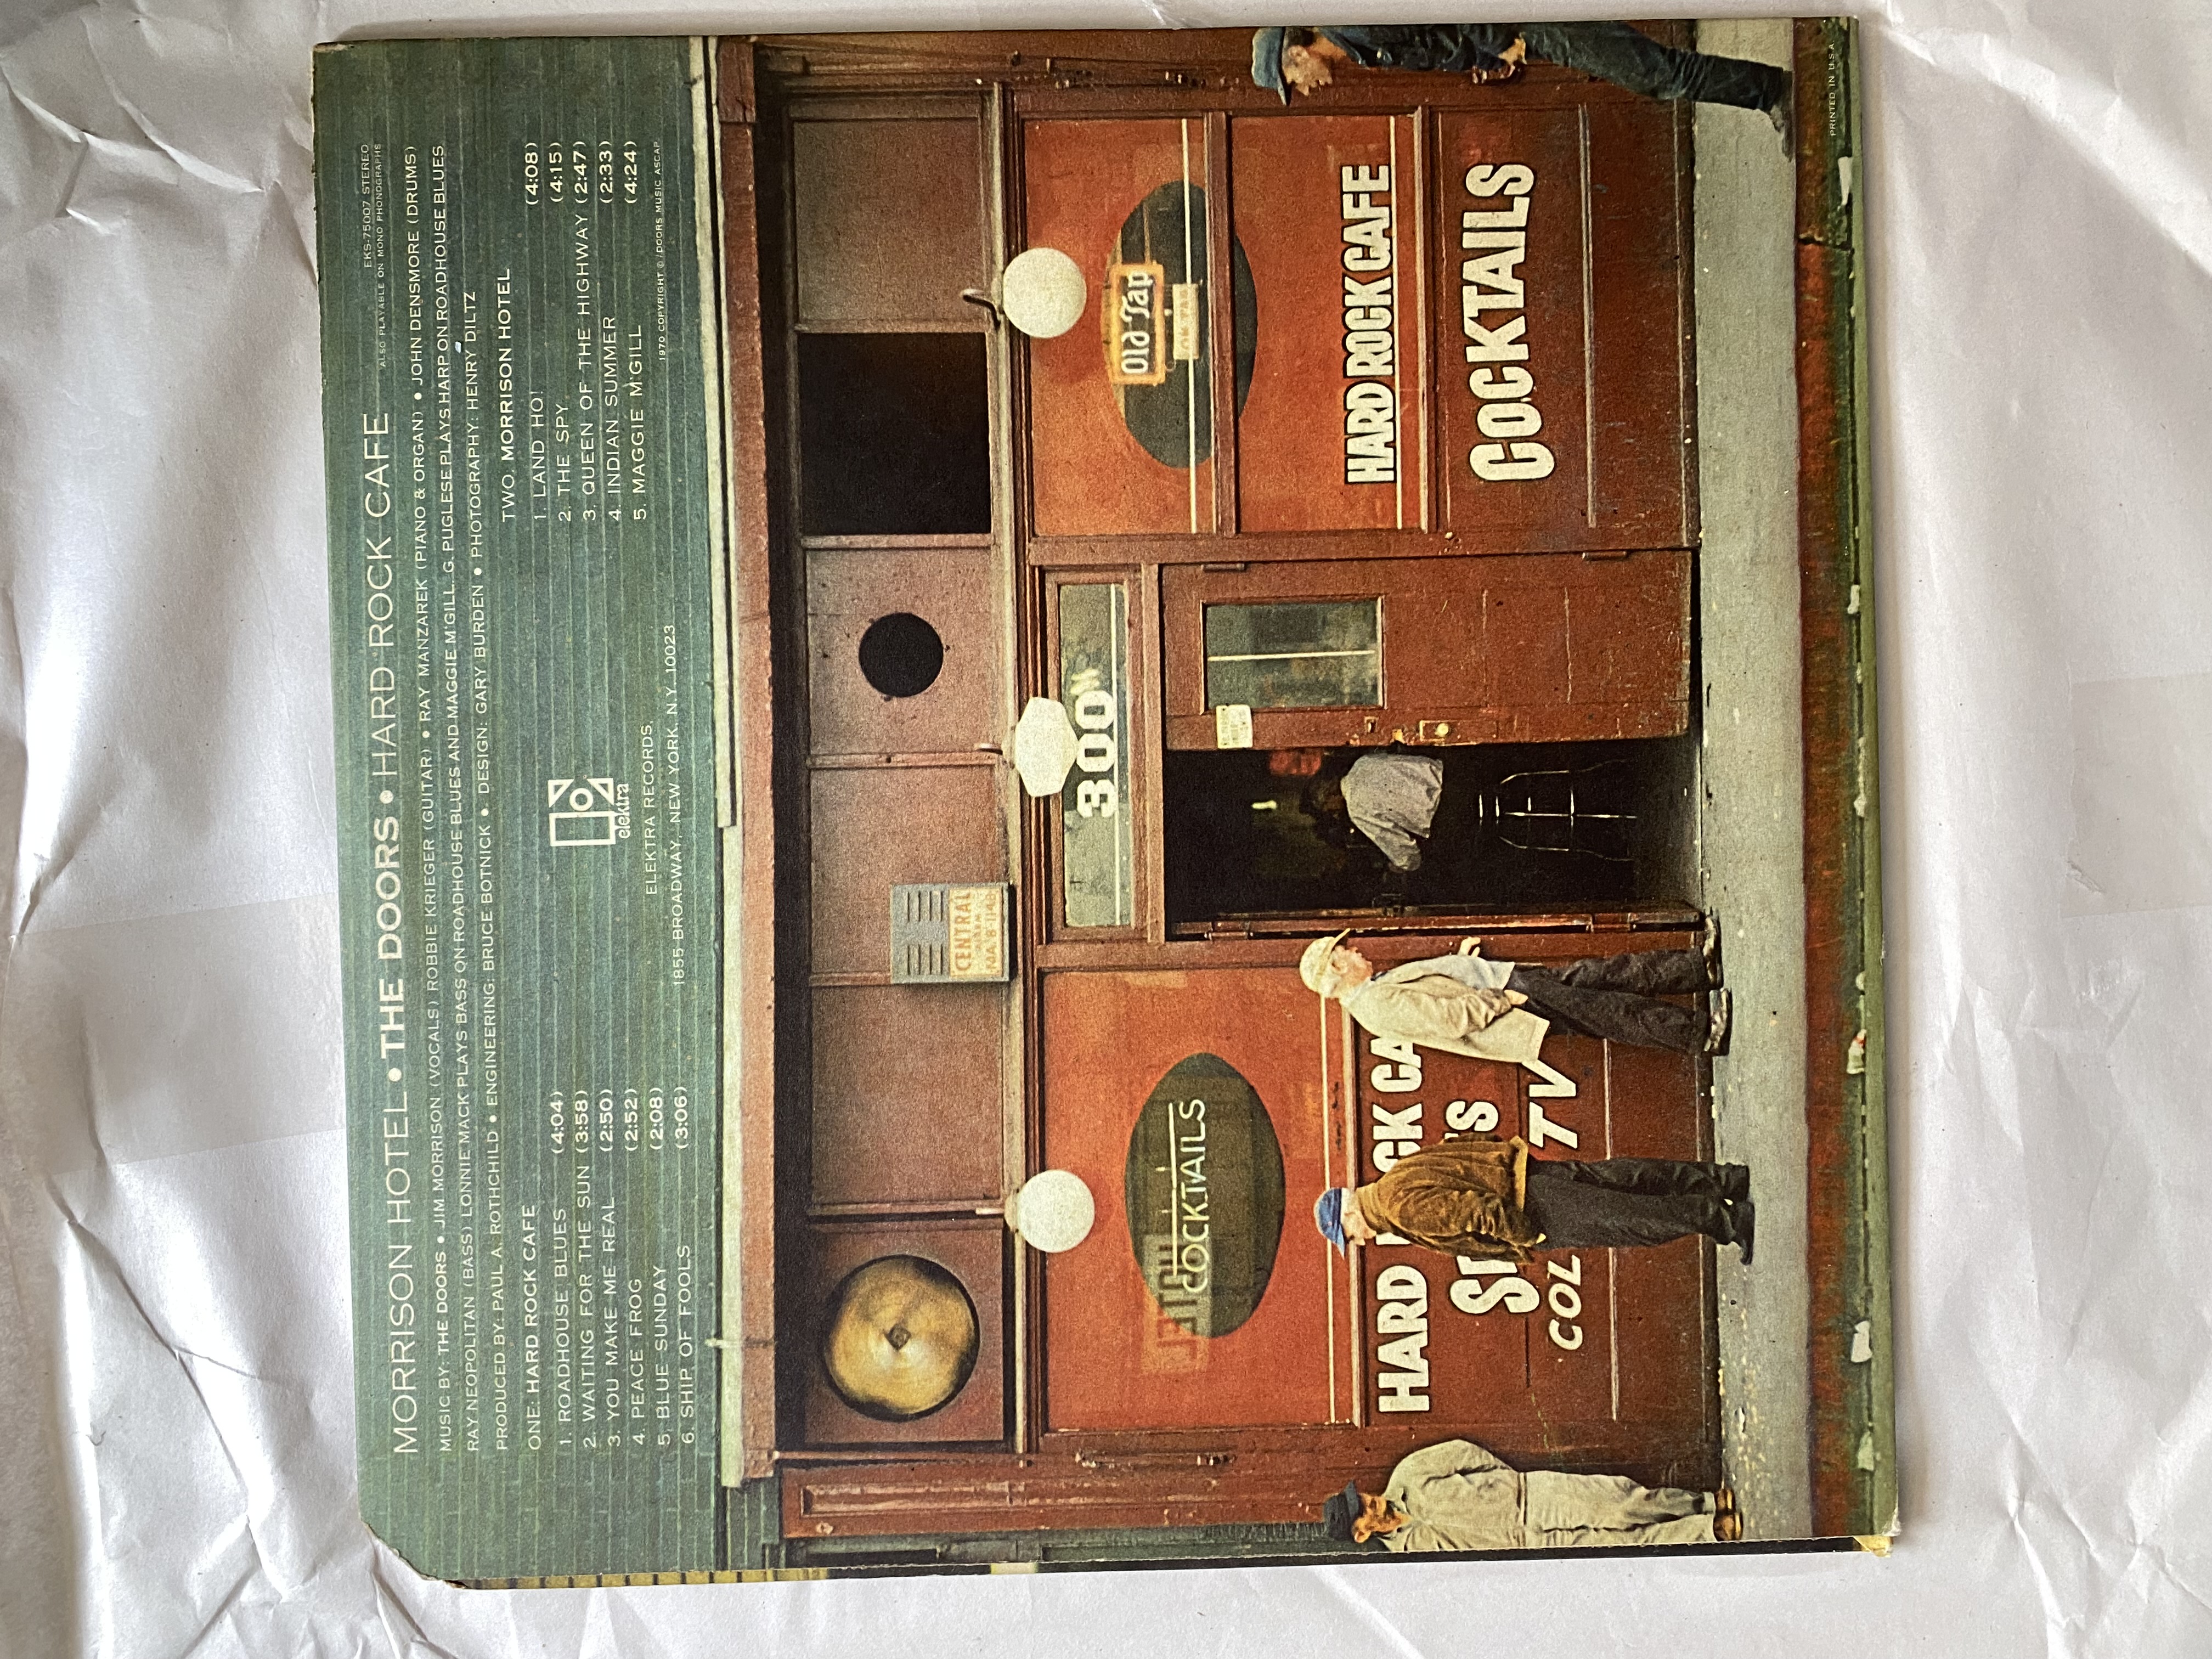 EKS-75007 STEREO
ALSO PLAYABLE ON MONO PHONOGRAPHS
MORRISON HOTEL • THE DOORS • HARD ROCK CAFE
MUSIC BY: THE DOORS • JIM MORRISON (VOCALS) ROBBIE KRIEGER (GUITAR) • RAY MANZAREK (PIANO & ORGAN) • JOHN DENSMORE (DRUMS)
RAY NEOPOLITAN (BASS) LONNIE MACK PLAYS BASS ON ROADHOUSE BLUES AND MAGGIE M'GILL. G. PUGLESE PLAYS HARP ON ROADHOUSE BLUES
PRODUCED BY: PAUL A. ROTHCHILD • ENGINEERING: BRUCE BOTNICK • DESIGN: GARY BURDEN • PHOTOGRAPHY: HENRY DILTZ
ONE: HARD ROCK CAFE
1. ROADHOUSE BLUES (4:04)
2. WAITING FOR THE SUN (3:58)
3. YOU MAKE ME REAL (2:50)
4. PEACE FROG (2:52)
5. BLUE SUNDAY (2:08)
6. SHIP OF FOOLS (3:06)
elektra
ELEKTRA RECORDS,
1855 BROADWAY, NEW YORK, N.Y. 10023
TWO. MORRISON HOTEL
1. LAND HO! (4:08)
2. THE SPY (4:15)
3. QUEEN OF THE HIGHWAY (2:47)
4. INDIAN SUMMER (2:33)
5. MAGGIE M'GILL (4:24)
1970 COPYRIGHT © /DOORS MUSIC ASCAP.
CENTRAL
300
Old Tap
COCKTAILS
HARD ROCK CAFE
COCKTAILS
HARD CK CA
TV
COL
PRINTED IN U.S.A.